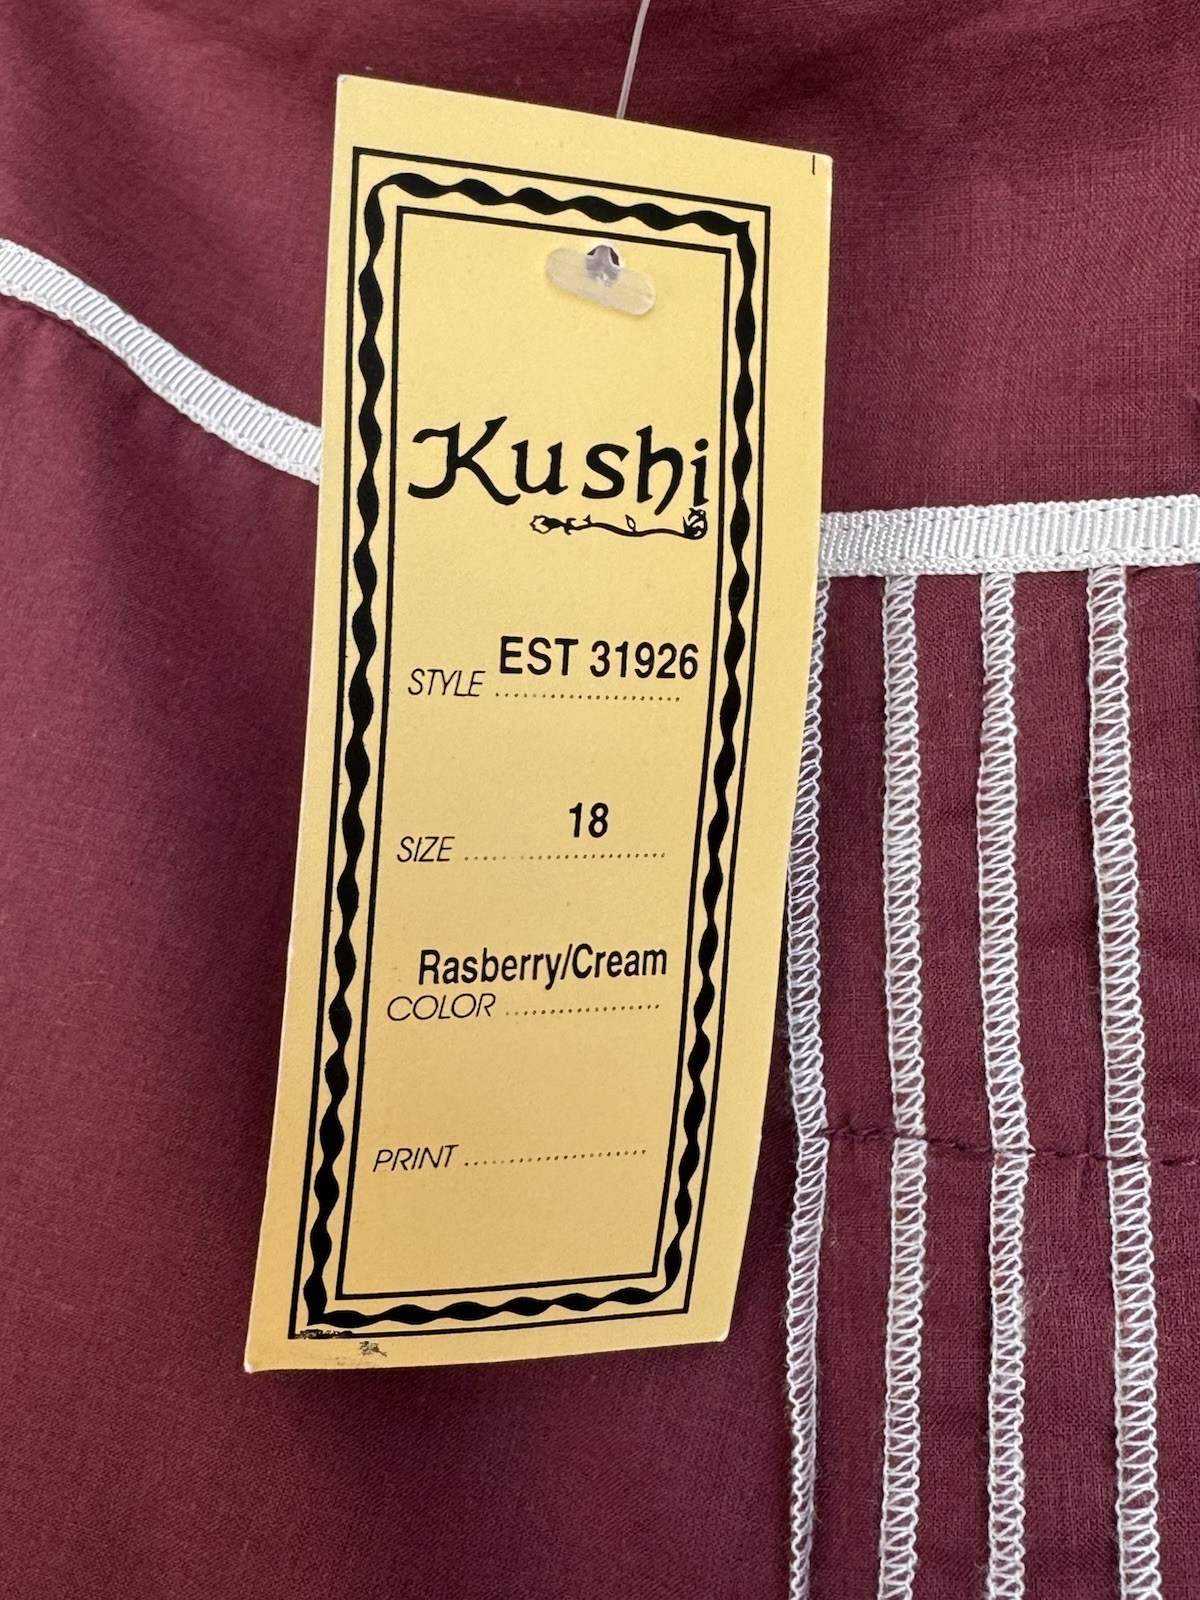 Kushi
STYLE EST 31926
SIZE 18
Rasberry/Cream
COLOR
PRINT